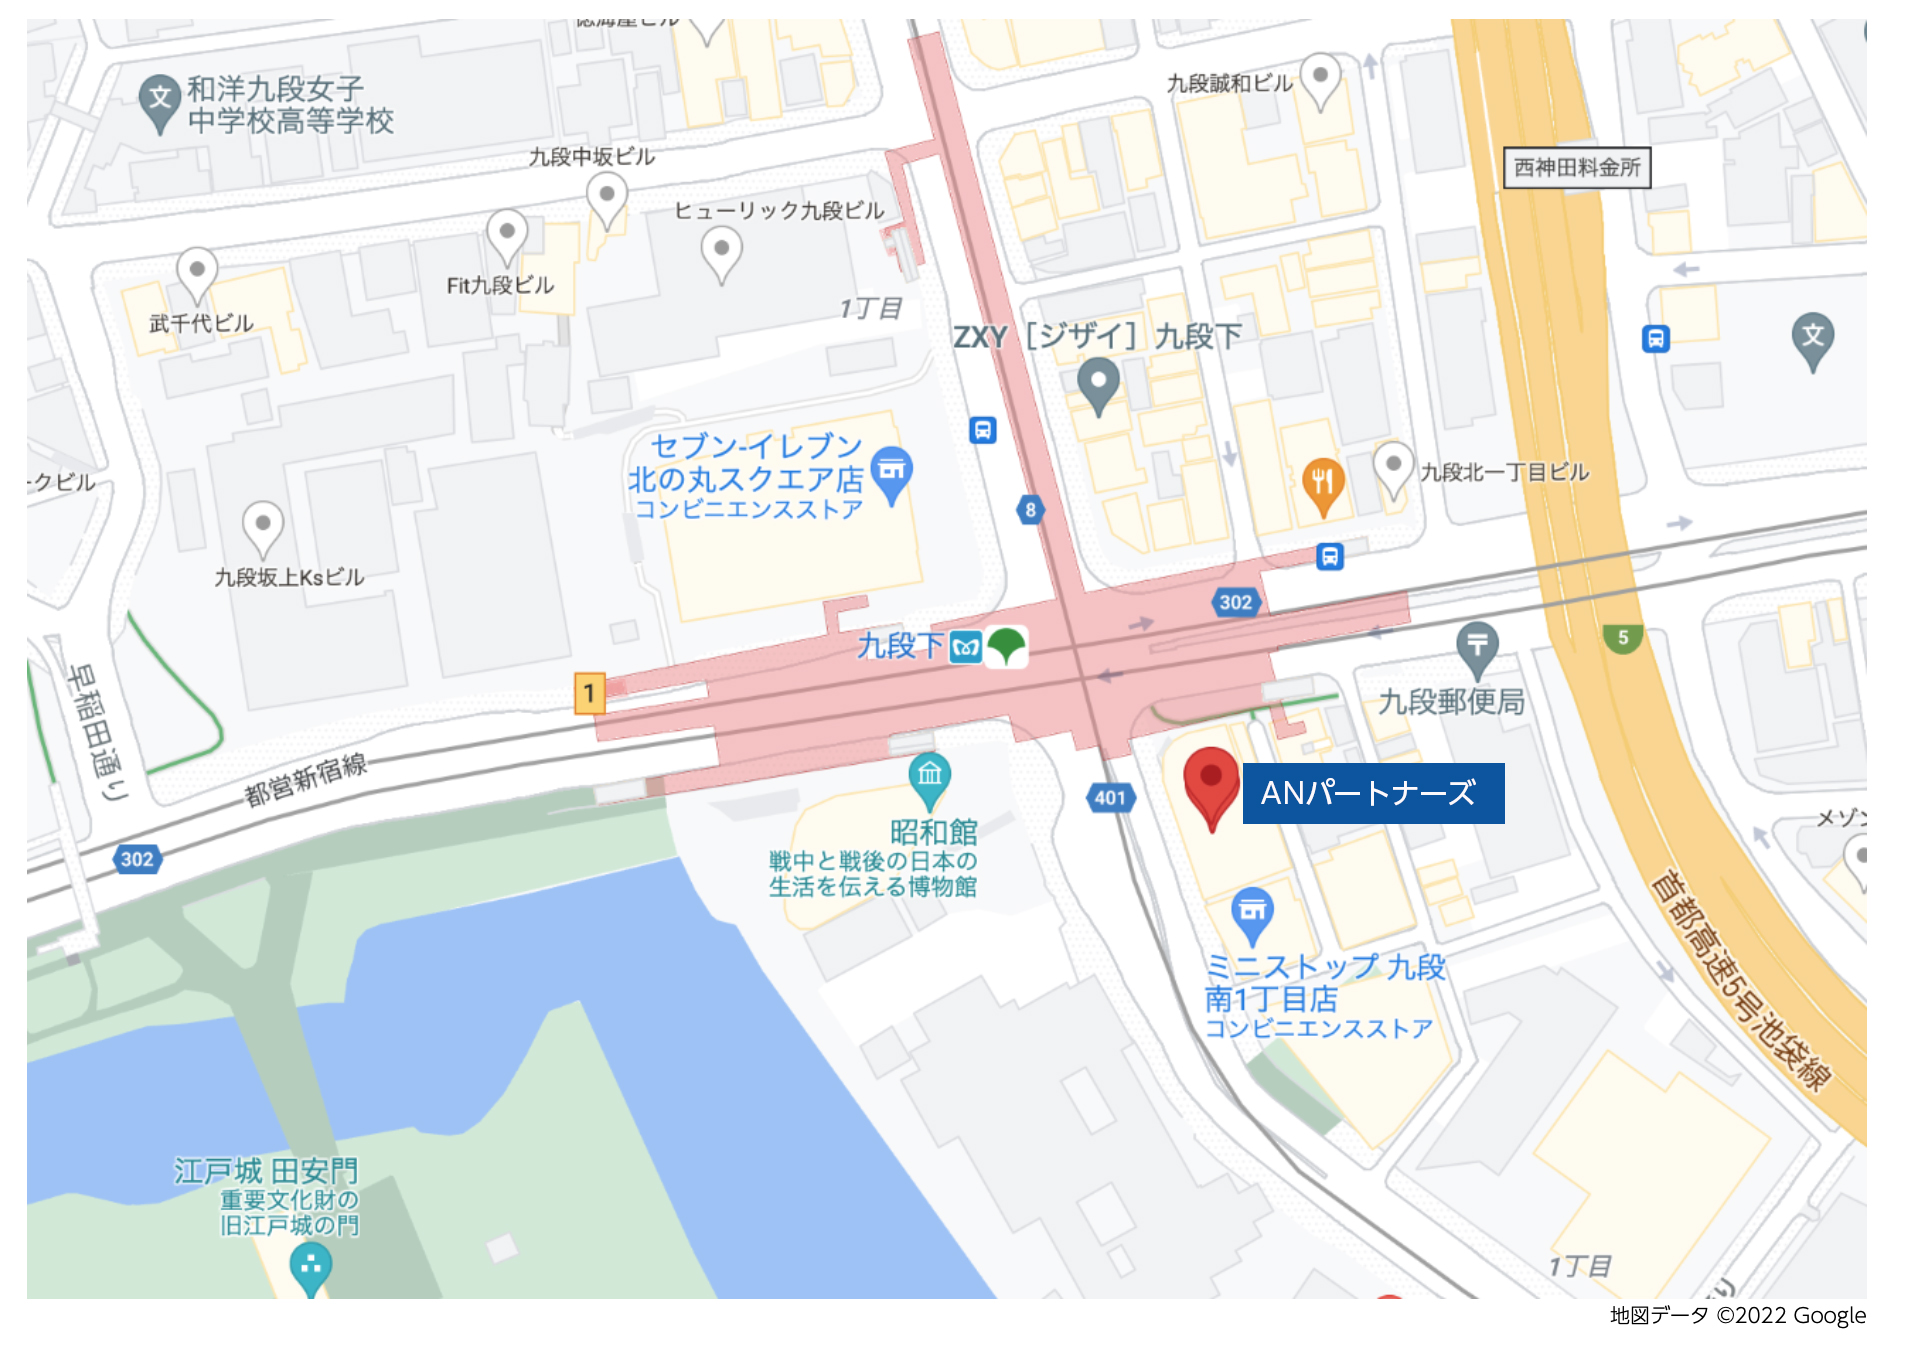 和洋九段女子
中学校高等学校
九段中坂ビル
ヒューリック九段ビル
Fit九段ビル
武千代ビル
1丁目
九段誠和ビル
西神田料金所
ZXY［ジザイ］九段下
文
文
セブン-イレブン
北の丸スクエア店
コンビニエンスストア
8
九段北一丁目ビル
クビル
九段坂上Ksビル
302
5
九段下
1
九段郵便局
早稲田通り
都営新宿線
302
昭和館
戦中と戦後の日本の
生活を伝える博物館
401
ANパートナーズ
メゾン
首都高速5号池袋線
ミニストップ 九段
南1丁目店
コンビニエンスストア
江戸城 田安門
重要文化財の
旧江戸城の門
1丁目
地図データ ©2022 Google